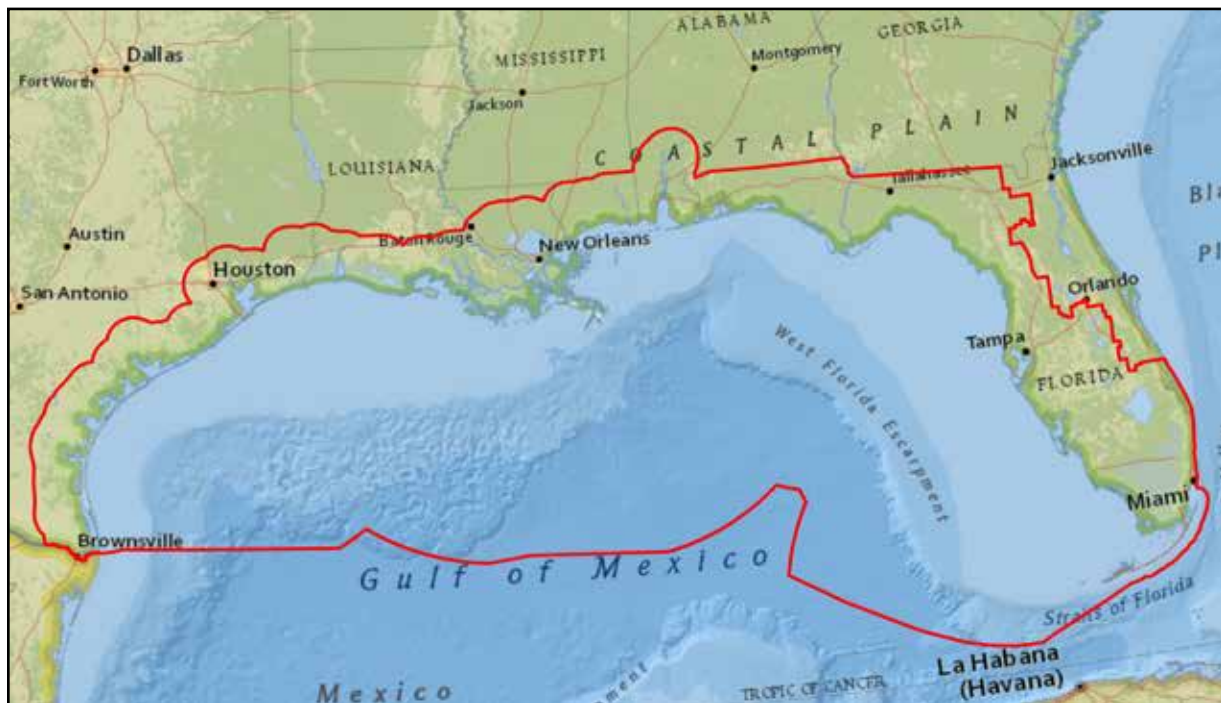 ALABAMA
GEORGIA
Dallas
MISSISSIPPI
Montgomery
Fort Worth
Jackson
COASTAL PLAIN
LOUISIANA
Jacksonville
Tallahassee
Austin
Baton Rouge
New Orleans
Houston
San Antonio
Orlando
Tampa
West Florida Escarpment
FLORIDA
Miami
Brownsville
Gulf of Mexico
Straits of Florida
La Habana
(Havana)
Mexico
TROPIC OF CANCER